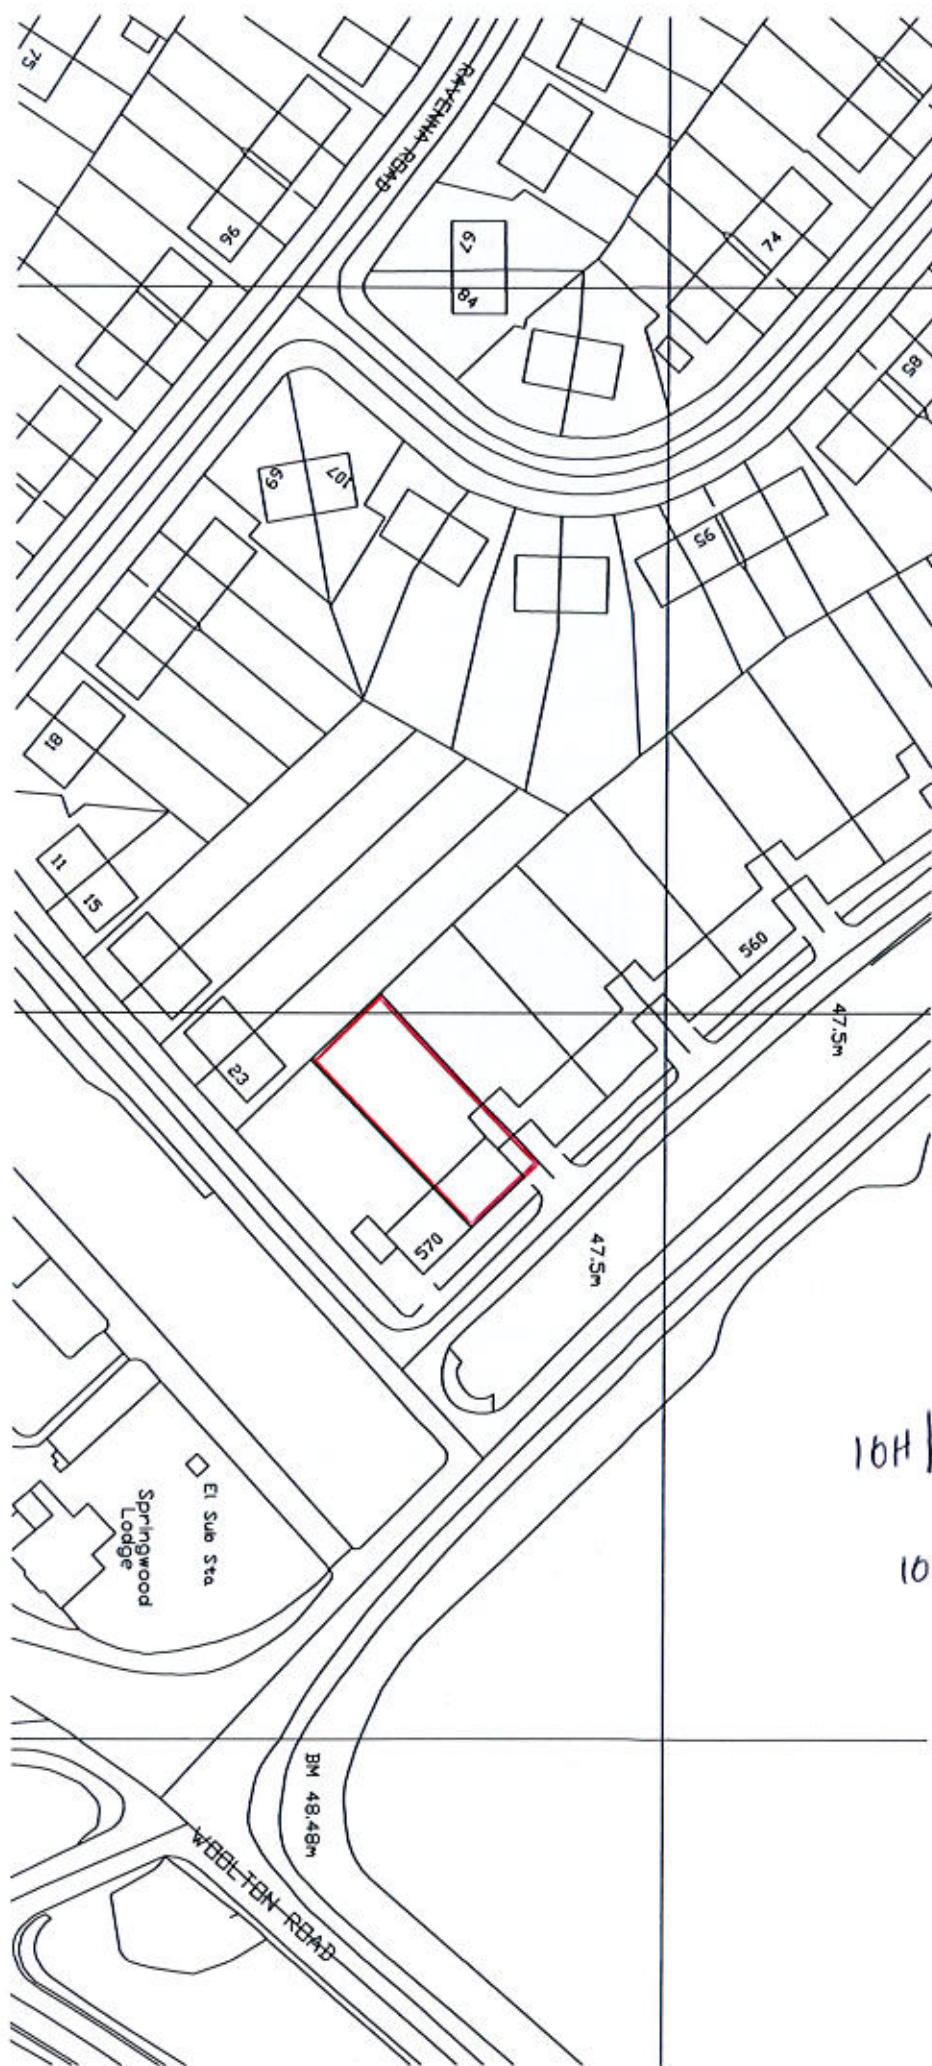 75
RAVENNA ROAD
96
67
84
74
85
69
107
95
18
11
15
560
23
47.5m
570
47.5m
10H
El Sub Sta
Springwood
Lodge
10
BM 48.48m
WOOLTON ROAD